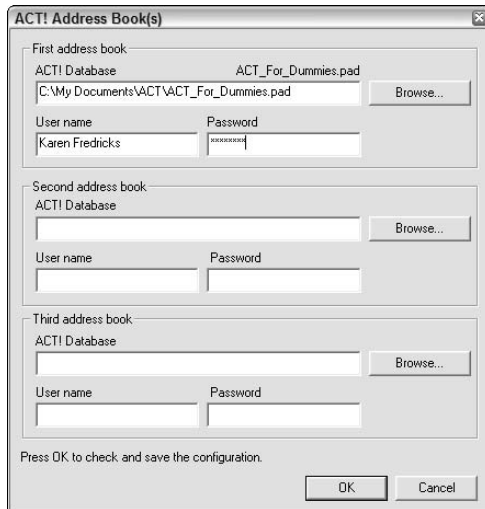 ACT! Address Book(s)
First address book
ACT! Database ACT_For_Dummies.pad
C:\My Documents\ACT\ACT_For_Dummies.pad Browse...
User name Password
Karen Fredricks ********
Second address book
ACT! Database
Browse...
User name Password
Third address book
ACT! Database
Browse...
User name Password
Press OK to check and save the configuration.
OK Cancel